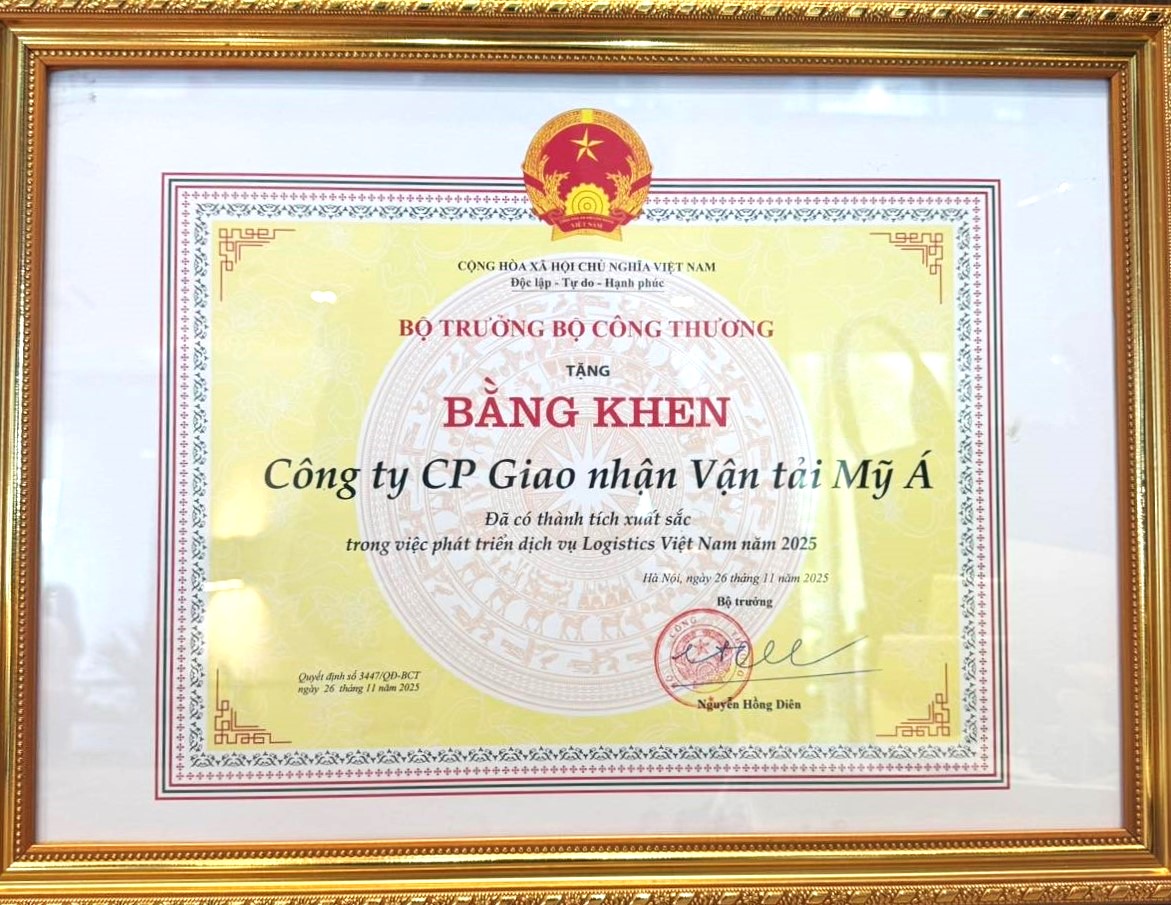 VIỆT NAM
CỘNG HÒA XÃ HỘI CHỦ NGHĨA VIỆT NAM
Độc lập - Tự do - Hạnh phúc
BỘ TRƯỞNG BỘ CÔNG THƯƠNG
TẶNG
BẰNG KHEN
Công ty CP Giao nhận Vận tải Mỹ Á
Đã có thành tích xuất sắc
trong việc phát triển dịch vụ Logistics Việt Nam năm 2025
Hà Nội, ngày 26 tháng 11 năm 2025
Bộ trưởng
CÔNG
Quyết định số 3447/QĐ-BCT
ngày 26 tháng 11 năm 2025
Nguyễn Hồng Diên